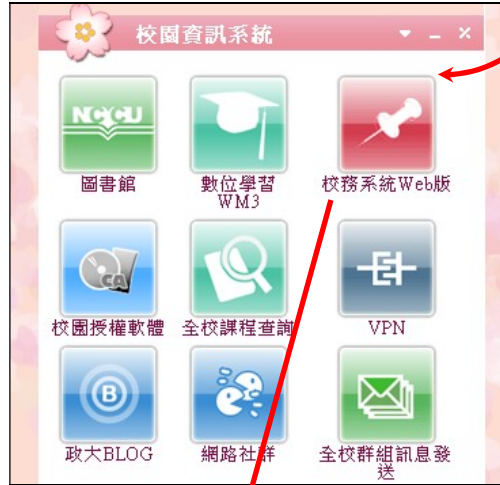 校園資訊系統
NCCU
圖書館
數位學習
WM3
校務系統Web版
CA
校園授權軟體
全校課程查詢
VPN
B
政大BLOG
網路社群
全校群組訊息發
送